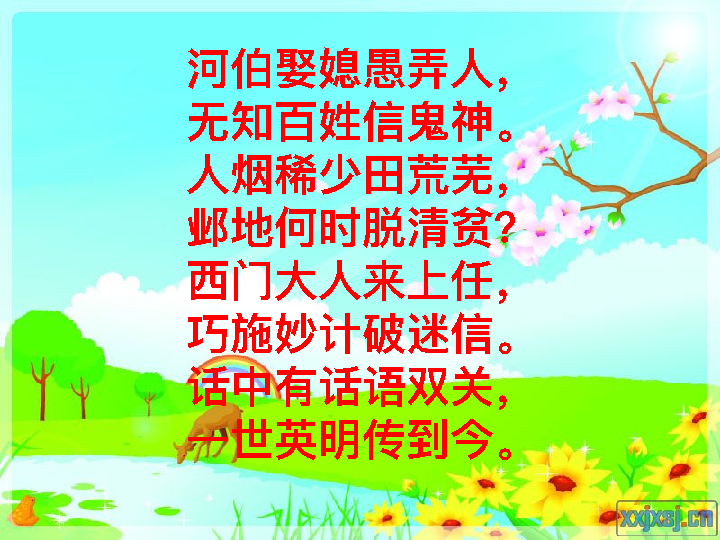 河伯娶媳愚弄人，
无知百姓信鬼神。
人烟稀少田荒芜，
邺地何时脱清贫？
西门大人来上任，
巧施妙计破迷信。
话中有话语双关，
一世英明传到今。
xxjxsj.cn